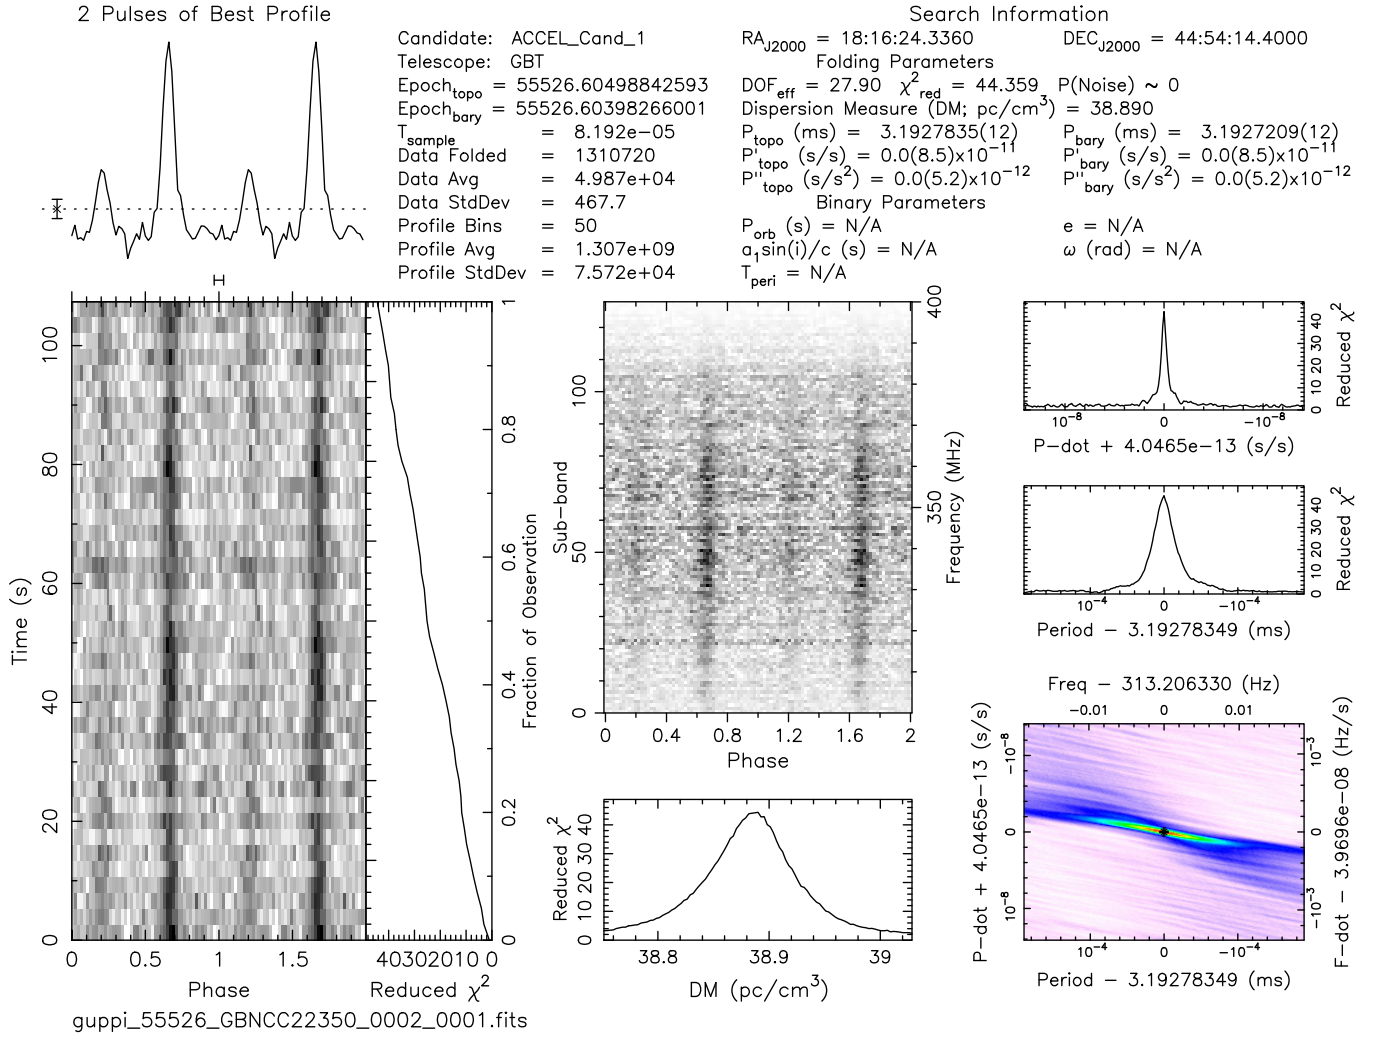 2 Pulses of Best Profile
Search Information
Candidate: ACCEL_Cand_1
RA_J2000 = 18:16:24.3360 DEC_J2000 = 44:54:14.4000
Telescope: GBT
Folding Parameters
Epoch_topo = 55526.60498842593
DOF_eff = 27.90 χ²_red = 44.359 P(Noise) ~ 0
Epoch_bary = 55526.60398266001
Dispersion Measure (DM; pc/cm³) = 38.890
T_sample = 8.192e-05
P_topo (ms) = 3.1927835(12) P_bary (ms) = 3.1927209(12)
Data Folded = 1310720
P'_topo (s/s) = 0.0(8.5)x10⁻¹¹ P'_bary (s/s) = 0.0(8.5)x10⁻¹¹
Data Avg = 4.987e+04
P''_topo (s/s²) = 0.0(5.2)x10⁻¹² P''_bary (s/s²) = 0.0(5.2)x10⁻¹²
Data StdDev = 467.7
Binary Parameters
Profile Bins = 50
P_orb (s) = N/A e = N/A
Profile Avg = 1.307e+09
a₁sin(i)/c (s) = N/A ω (rad) = N/A
Profile StdDev = 7.572e+04
T_peri = N/A
Time (s)
0 20 40 60 80 100
0 0.5 1 1.5
Phase
40 30 20 10 0
Reduced χ²
0 0.2 0.4 0.6 0.8 1
Fraction of Observation
Sub-band
0 50 100
Frequency (MHz)
350 400
0 0.4 0.8 1.2 1.6 2
Phase
Reduced χ²
0 10 20 30 40
38.8 38.9 39
DM (pc/cm³)
10⁻⁸ 0 -10⁻⁸
P-dot + 4.0465e-13 (s/s)
0 10 20 30 40
Reduced χ²
10⁻⁴ 0 -10⁻⁴
Period - 3.19278349 (ms)
0 10 20 30 40
Reduced χ²
Freq - 313.206330 (Hz)
-0.01 0 0.01
P-dot + 4.0465e-13 (s/s)
-10⁻⁸ 0 10⁻⁸
10⁻³ 0 -10⁻³
F-dot - 3.9696e-08 (Hz/s)
10⁻⁴ 0 -10⁻⁴
Period - 3.19278349 (ms)
guppi_55526_GBNCC22350_0002_0001.fits